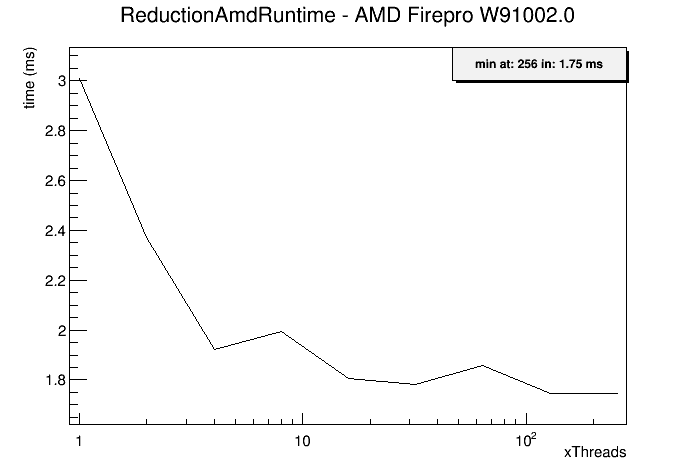 ReductionAmdRuntime - AMD Firepro W91002.0
min at: 256 in: 1.75 ms
time (ms)
3
2.8
2.6
2.4
2.2
2
1.8
1
10
10²
xThreads